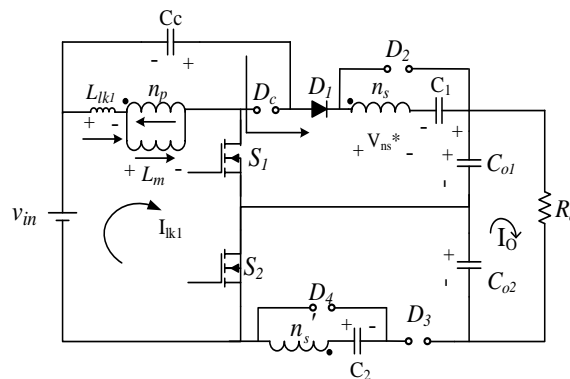 Cc
- +
D2
Llk1 np Dc D1 ns C1
+ - - +
Vns*
+ -
+ Lm -
S1
+
Co1
-
vin
Ilk1
R
IO
S2
+
Co2
-
D4
ns' + - D3
C2